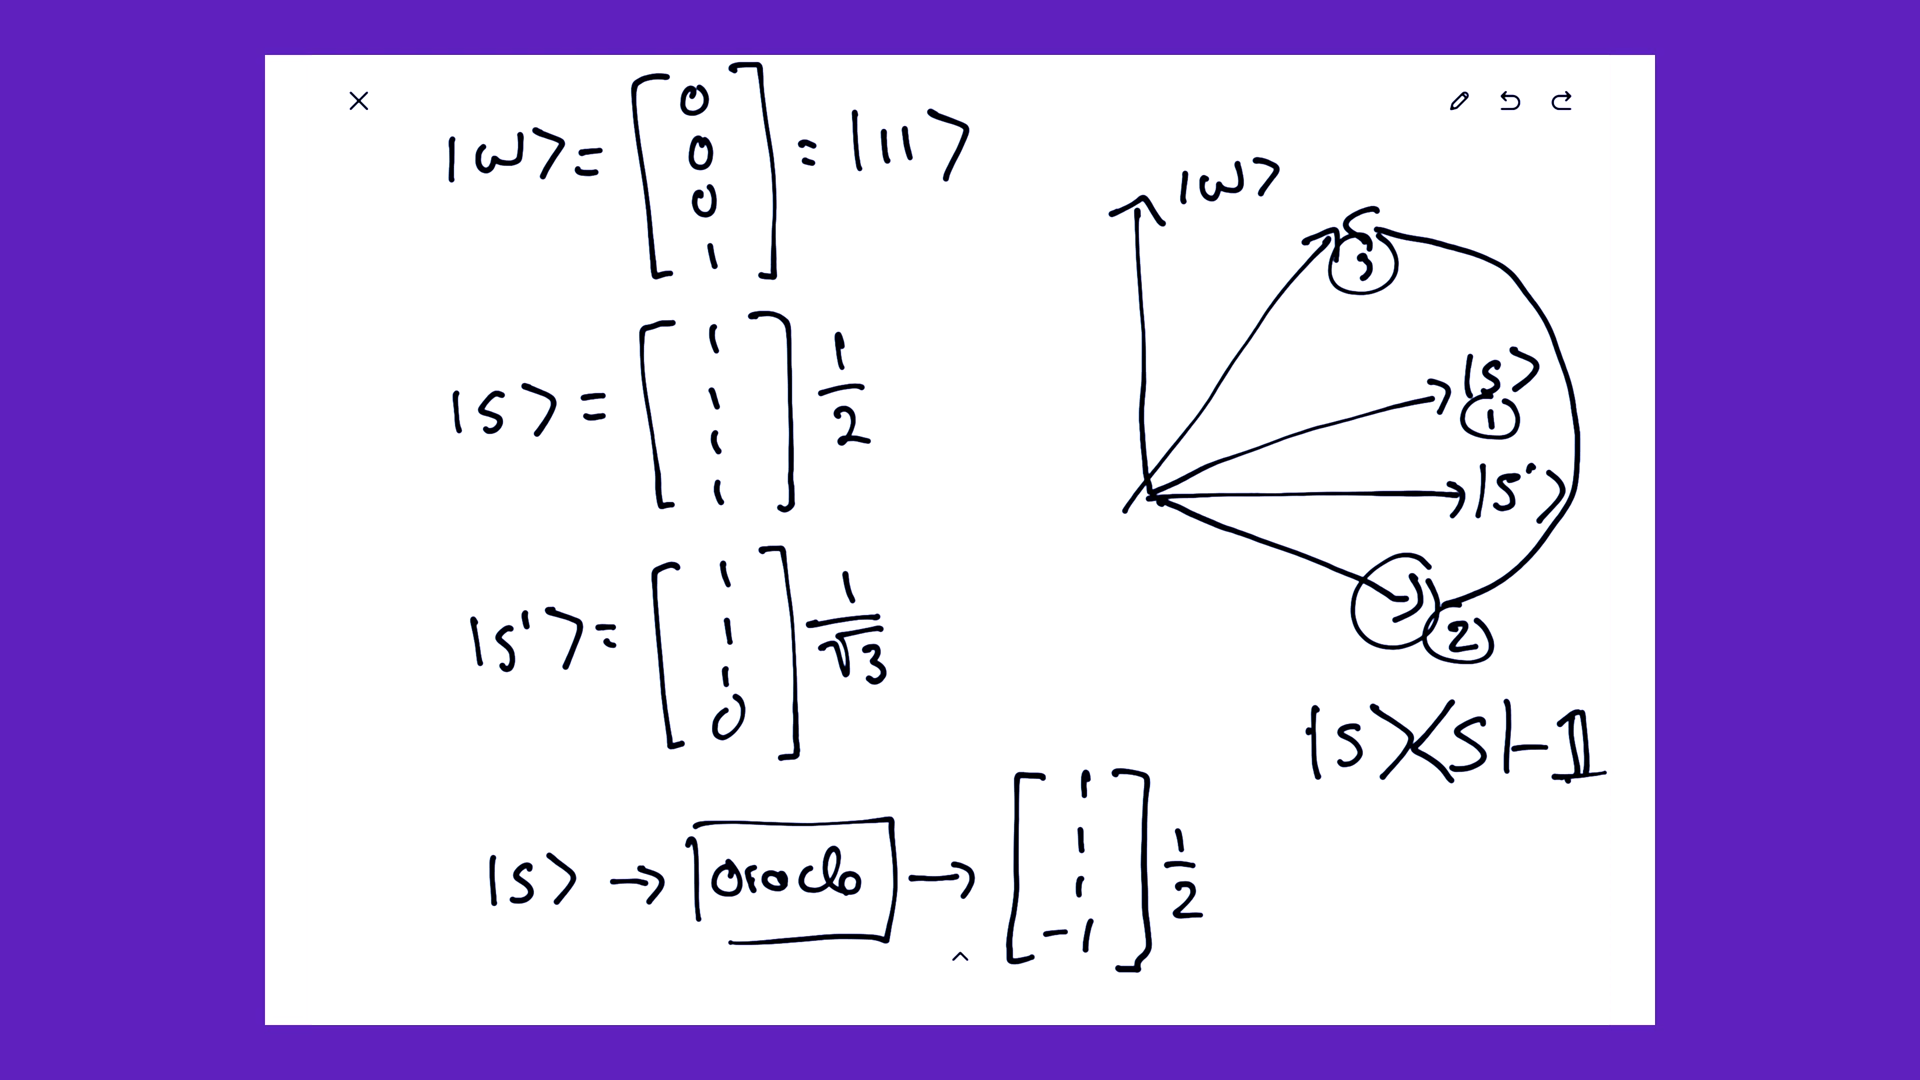 |w⟩ = [0 0 0 1] = |11⟩
|s⟩ = [1 1 1 1] 1/2
|s'⟩ = [1 1 1 0] 1/√3
|s⟩ → oracle → [1 1 1 -1] 1/2
|w⟩
3
|s⟩
1
|s'⟩
2
|s⟩⟨s| - 𝟙